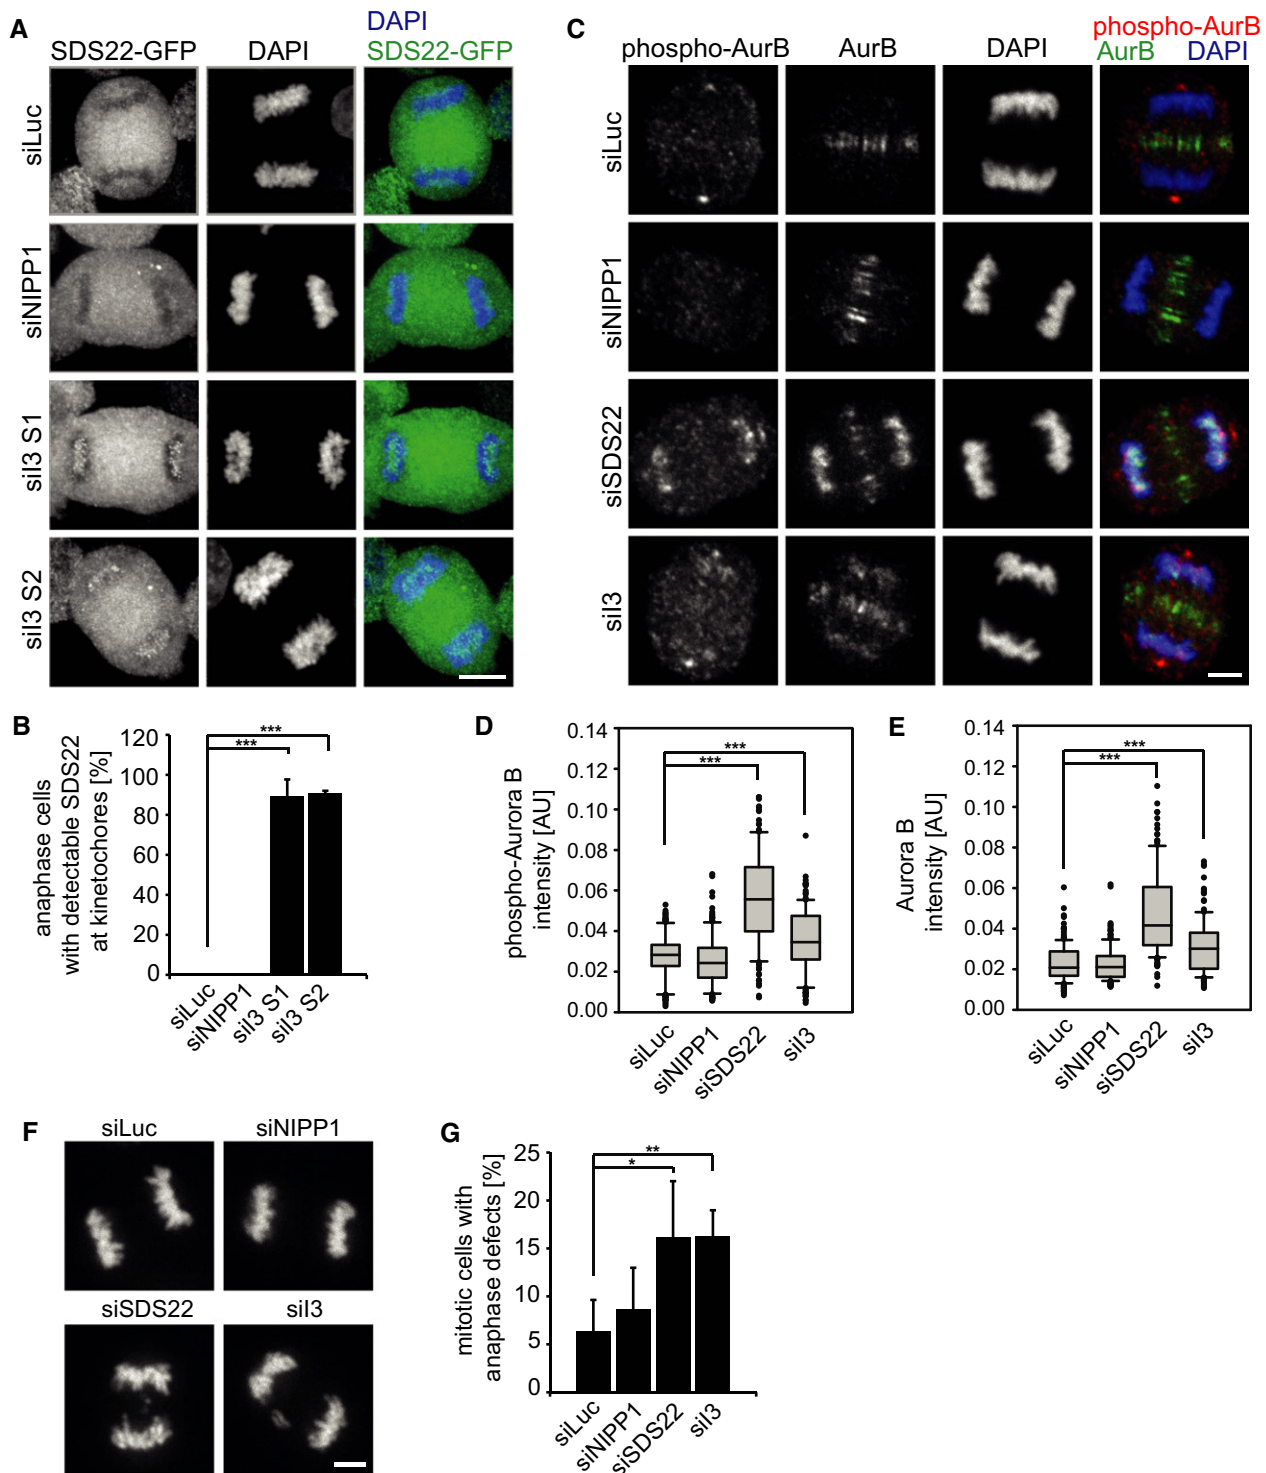 A
DAPI
SDS22-GFP DAPI SDS22-GFP
siLuc
siNIPP1
siI3 S1
siI3 S2
C
phospho-AurB
phospho-AurB AurB DAPI AurB DAPI
siLuc
siNIPP1
siSDS22
siI3
B
anaphase cells
with detectable SDS22
at kinetochores [%]
120
100
80
60
40
20
0
***
***
siLuc
siNIPP1
siI3 S1
siI3 S2
D
phospho-Aurora B
intensity [AU]
0.14
0.12
0.10
0.08
0.06
0.04
0.02
0.00
***
***
siLuc
siNIPP1
siSDS22
siI3
E
Aurora B
intensity [AU]
0.14
0.12
0.10
0.08
0.06
0.04
0.02
0.00
***
***
siLuc
siNIPP1
siSDS22
siI3
F
siLuc siNIPP1
siSDS22 siI3
G
mitotic cells with
anaphase defects [%]
25
20
15
10
5
0
**
*
siLuc
siNIPP1
siSDS22
siI3